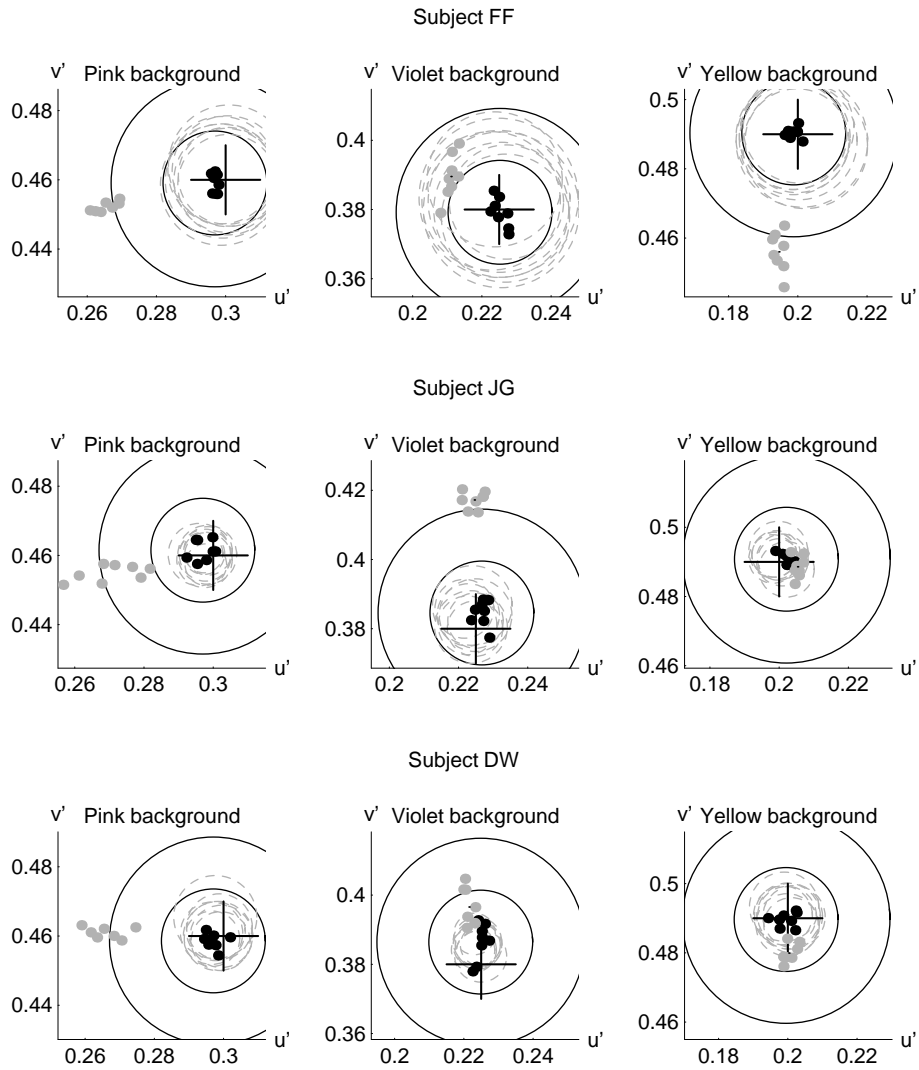 Subject FF
v’ Pink background
v’ Violet background
v’ Yellow background
0.48
0.46
0.44
0.26 0.28 0.3 u’
0.4
0.38
0.36
0.2 0.22 0.24 u’
0.5
0.48
0.46
0.18 0.2 0.22 u’
Subject JG
v’ Pink background
v’ Violet background
v’ Yellow background
0.48
0.46
0.44
0.26 0.28 0.3 u’
0.42
0.4
0.38
0.2 0.22 0.24 u’
0.5
0.48
0.46
0.18 0.2 0.22 u’
Subject DW
v’ Pink background
v’ Violet background
v’ Yellow background
0.48
0.46
0.44
0.26 0.28 0.3 u’
0.4
0.38
0.36
0.2 0.22 0.24 u’
0.5
0.48
0.46
0.18 0.2 0.22 u’